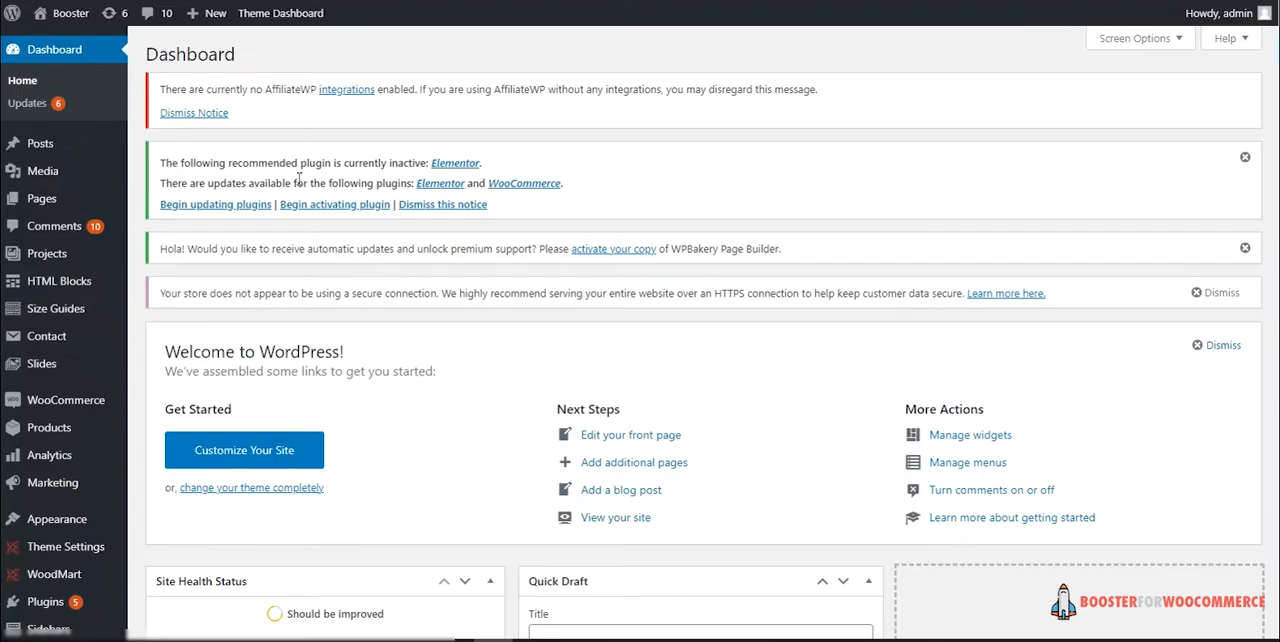 Booster 6 10 New Theme Dashboard Howdy, admin
Screen Options Help
Dashboard
Home
Updates 6
Posts
Media
Pages
Comments 10
Projects
HTML Blocks
Size Guides
Contact
Slides
WooCommerce
Products
Analytics
Marketing
Appearance
Theme Settings
WoodMart
Plugins 5
Sidebars
Dashboard
There are currently no AffiliateWP integrations enabled. If you are using AffiliateWP without any integrations, you may disregard this message.
Dismiss Notice
The following recommended plugin is currently inactive: Elementor.
There are updates available for the following plugins: Elementor and WooCommerce.
Begin updating plugins | Begin activating plugin | Dismiss this notice
Hola! Would you like to receive automatic updates and unlock premium support? Please activate your copy of WPBakery Page Builder.
Your store does not appear to be using a secure connection. We highly recommend serving your entire website over an HTTPS connection to help keep customer data secure. Learn more here. Dismiss
Welcome to WordPress! Dismiss
We've assembled some links to get you started:
Get Started
Customize Your Site
or, change your theme completely
Next Steps
Edit your front page
Add additional pages
Add a blog post
View your site
More Actions
Manage widgets
Manage menus
Turn comments on or off
Learn more about getting started
Site Health Status
Should be improved
Quick Draft
Title
BOOSTERFORWOOCOMMERCE